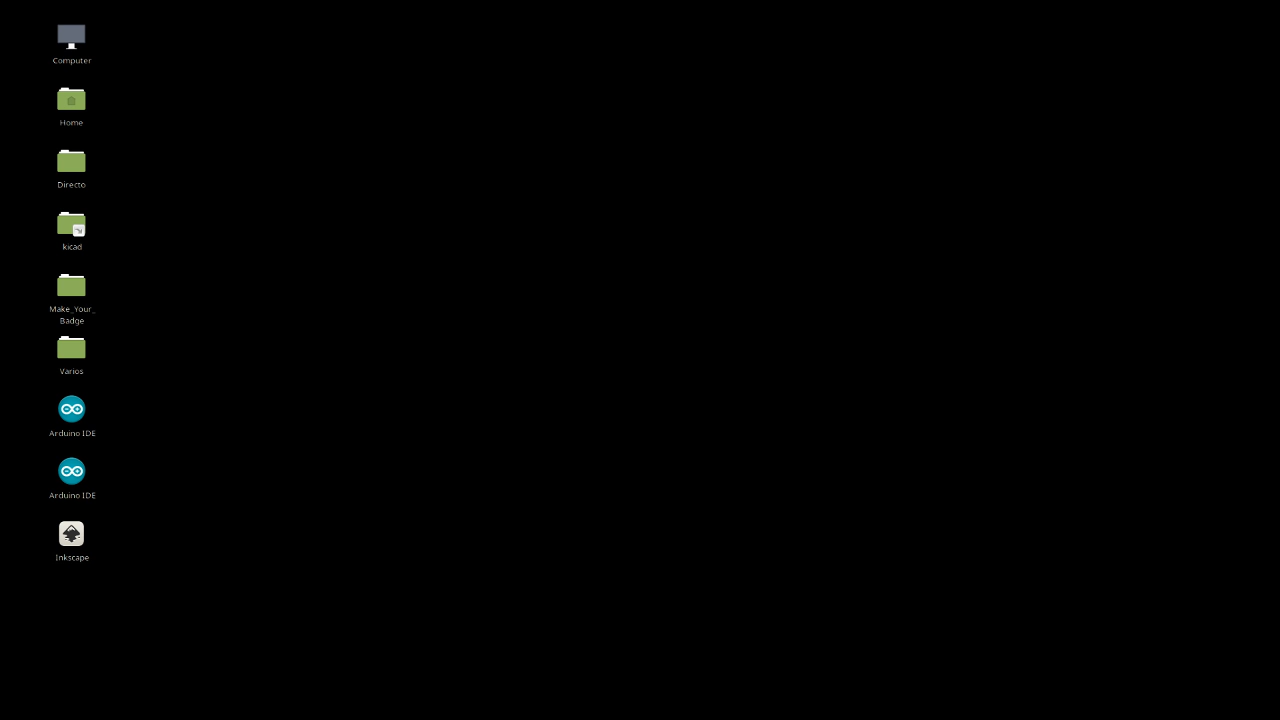 Computer
Home
Directo
kicad
Make_Your_
Badge
Varios
Arduino IDE
Arduino IDE
Inkscape